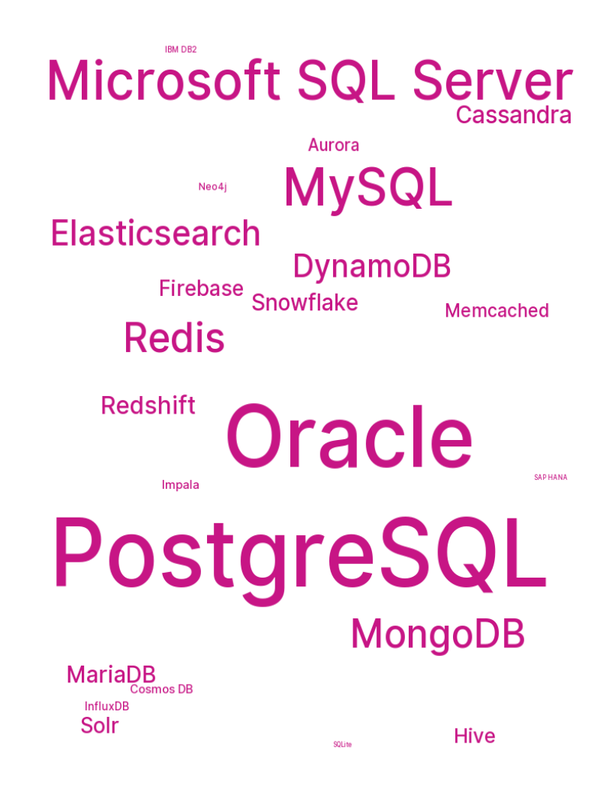 IBM DB2
Microsoft SQL Server
Cassandra
Aurora
MySQL
Neo4j
Elasticsearch
DynamoDB
Firebase
Snowflake
Memcached
Redis
Redshift
Oracle
SAP HANA
Impala
PostgreSQL
MongoDB
MariaDB
Cosmos DB
InfluxDB
Solr
Hive
SQLite